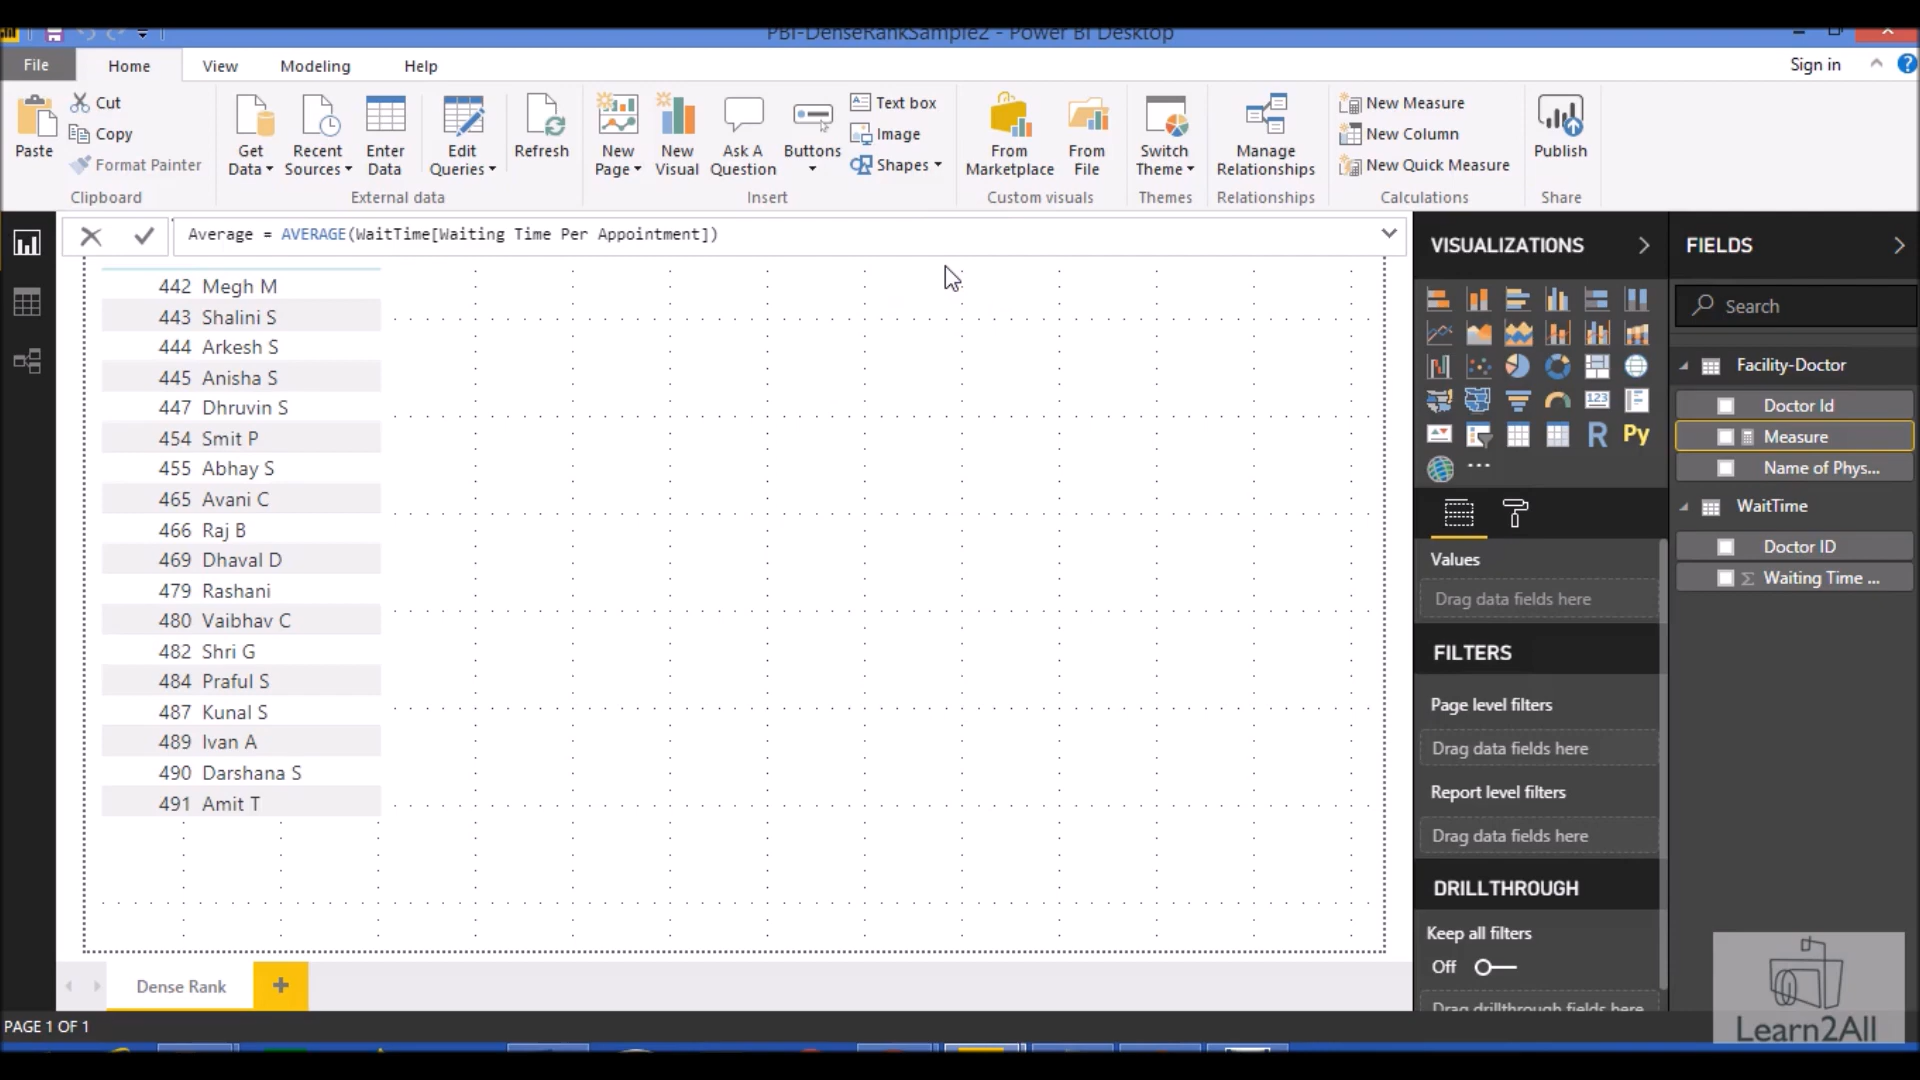 PBI-DenseRankSample2 - Power BI Desktop
File
Home
View
Modeling
Help
Sign in
Paste
Cut
Copy
Format Painter
Clipboard
Get Data
Recent Sources
Enter Data
Edit Queries
Refresh
External data
New Page
New Visual
Ask A Question
Buttons
Text box
Image
Shapes
Insert
From Marketplace
From File
Custom visuals
Switch Theme
Themes
Manage Relationships
Relationships
New Measure
New Column
New Quick Measure
Calculations
Publish
Share
Average = AVERAGE(WaitTime[Waiting Time Per Appointment])
442 Megh M
443 Shalini S
444 Arkesh S
445 Anisha S
447 Dhruvin S
454 Smit P
455 Abhay S
465 Avani C
466 Raj B
469 Dhaval D
479 Rashani
480 Vaibhav C
482 Shri G
484 Praful S
487 Kunal S
489 Ivan A
490 Darshana S
491 Amit T
Dense Rank
PAGE 1 OF 1
VISUALIZATIONS
123
R
Py
Values
Drag data fields here
FILTERS
Page level filters
Drag data fields here
Report level filters
Drag data fields here
DRILLTHROUGH
Keep all filters
Off
Drag drillthrough fields here
FIELDS
Search
Facility-Doctor
Doctor Id
Measure
Name of Phys...
WaitTime
Doctor ID
Waiting Time ...
Learn2All